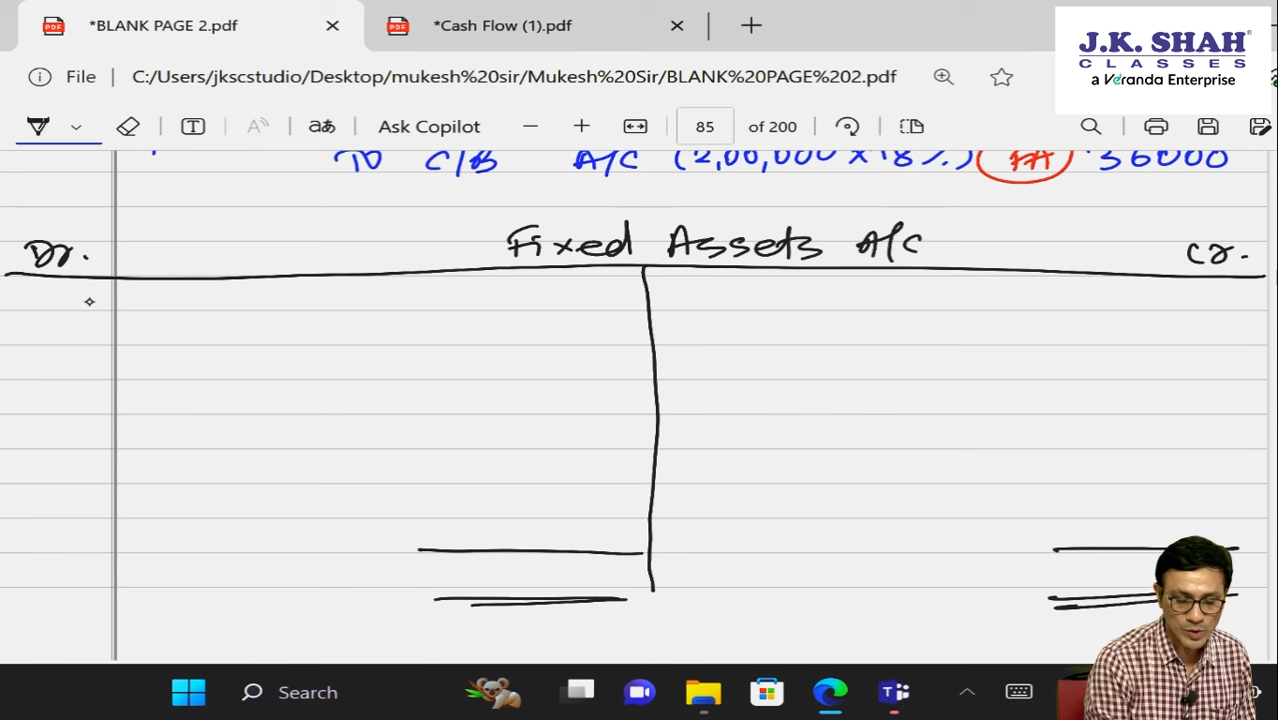 *BLANK PAGE 2.pdf
*Cash Flow (1).pdf
J.K. SHAH®
CLASSES
a Veranda Enterprise
File
C:/Users/jkscstudio/Desktop/mukesh%20sir/Mukesh%20Sir/BLANK%20PAGE%202.pdf
T A» aあ Ask Copilot 85 of 200
TO C/B A/C (2,00,000 X 18%) FA 36000
Dr. Fixed Assets A/C Cr.
Search